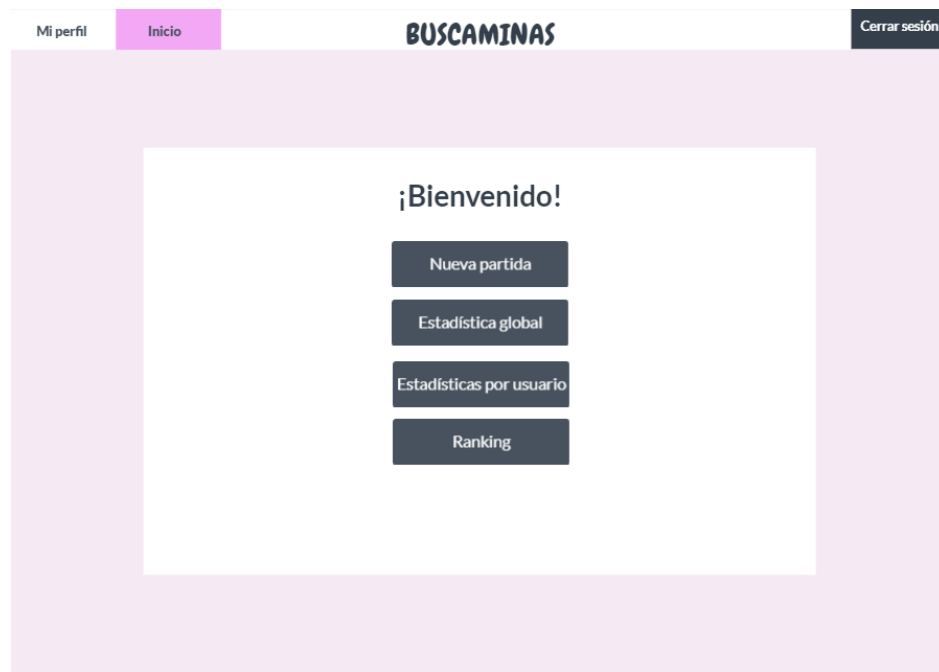 Mi perfil
Inicio
BUSCAMINAS
Cerrar sesión
¡Bienvenido!
Nueva partida
Estadística global
Estadísticas por usuario
Ranking